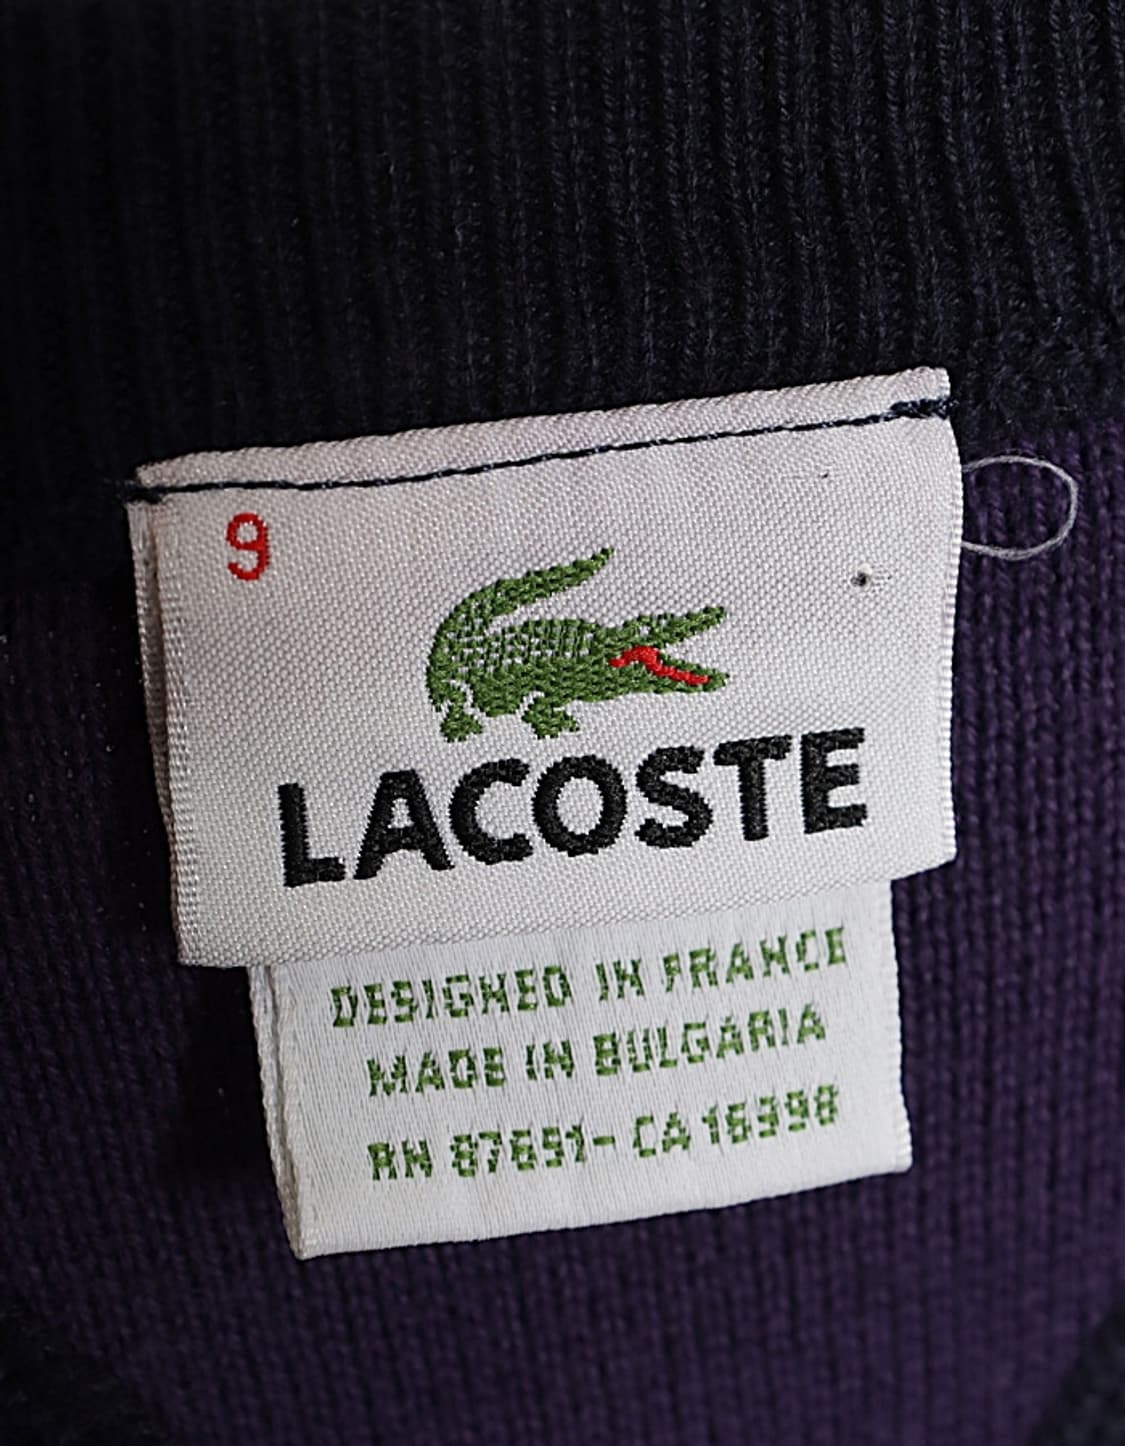 9
LACOSTE
DESIGNED IN FRANCE
MADE IN BULGARIA
RN 87691- CA 16398